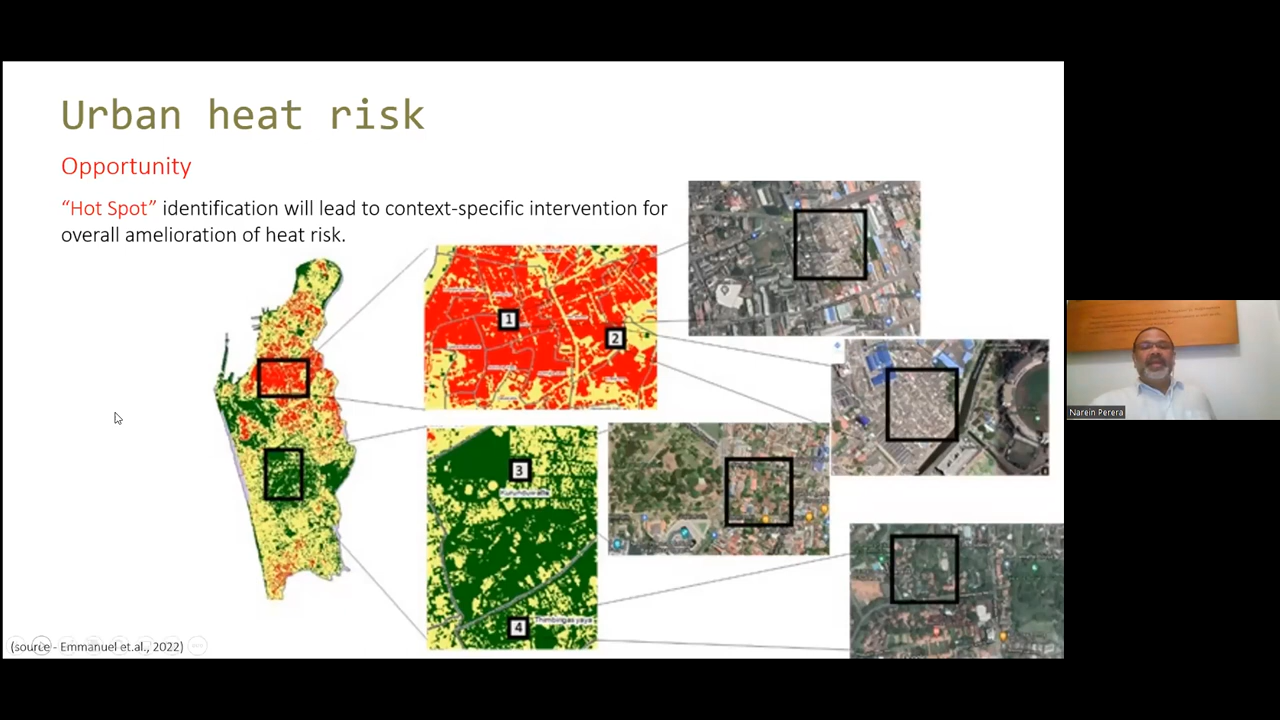 Urban heat risk
Opportunity
“Hot Spot” identification will lead to context-specific intervention for
overall amelioration of heat risk.
1
2
3
4
(source - Emmanuel et.al., 2022)
Narein Perera